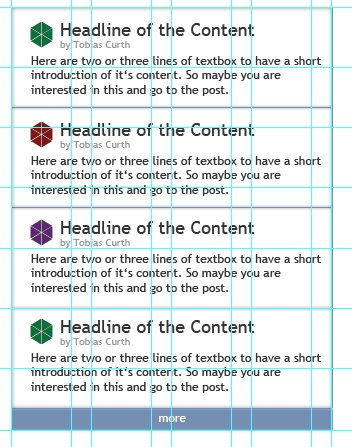 Headline of the Content
by Tobias Curth
Here are two or three lines of textbox to have a short
introduction of it's content. So maybe you are
interested in this and go to the post.
Headline of the Content
by Tobias Curth
Here are two or three lines of textbox to have a short
introduction of it's content. So maybe you are
interested in this and go to the post.
Headline of the Content
by Tobias Curth
Here are two or three lines of textbox to have a short
introduction of it's content. So maybe you are
interested in this and go to the post.
Headline of the Content
by Tobias Curth
Here are two or three lines of textbox to have a short
introduction of it's content. So maybe you are
interested in this and go to the post.
more